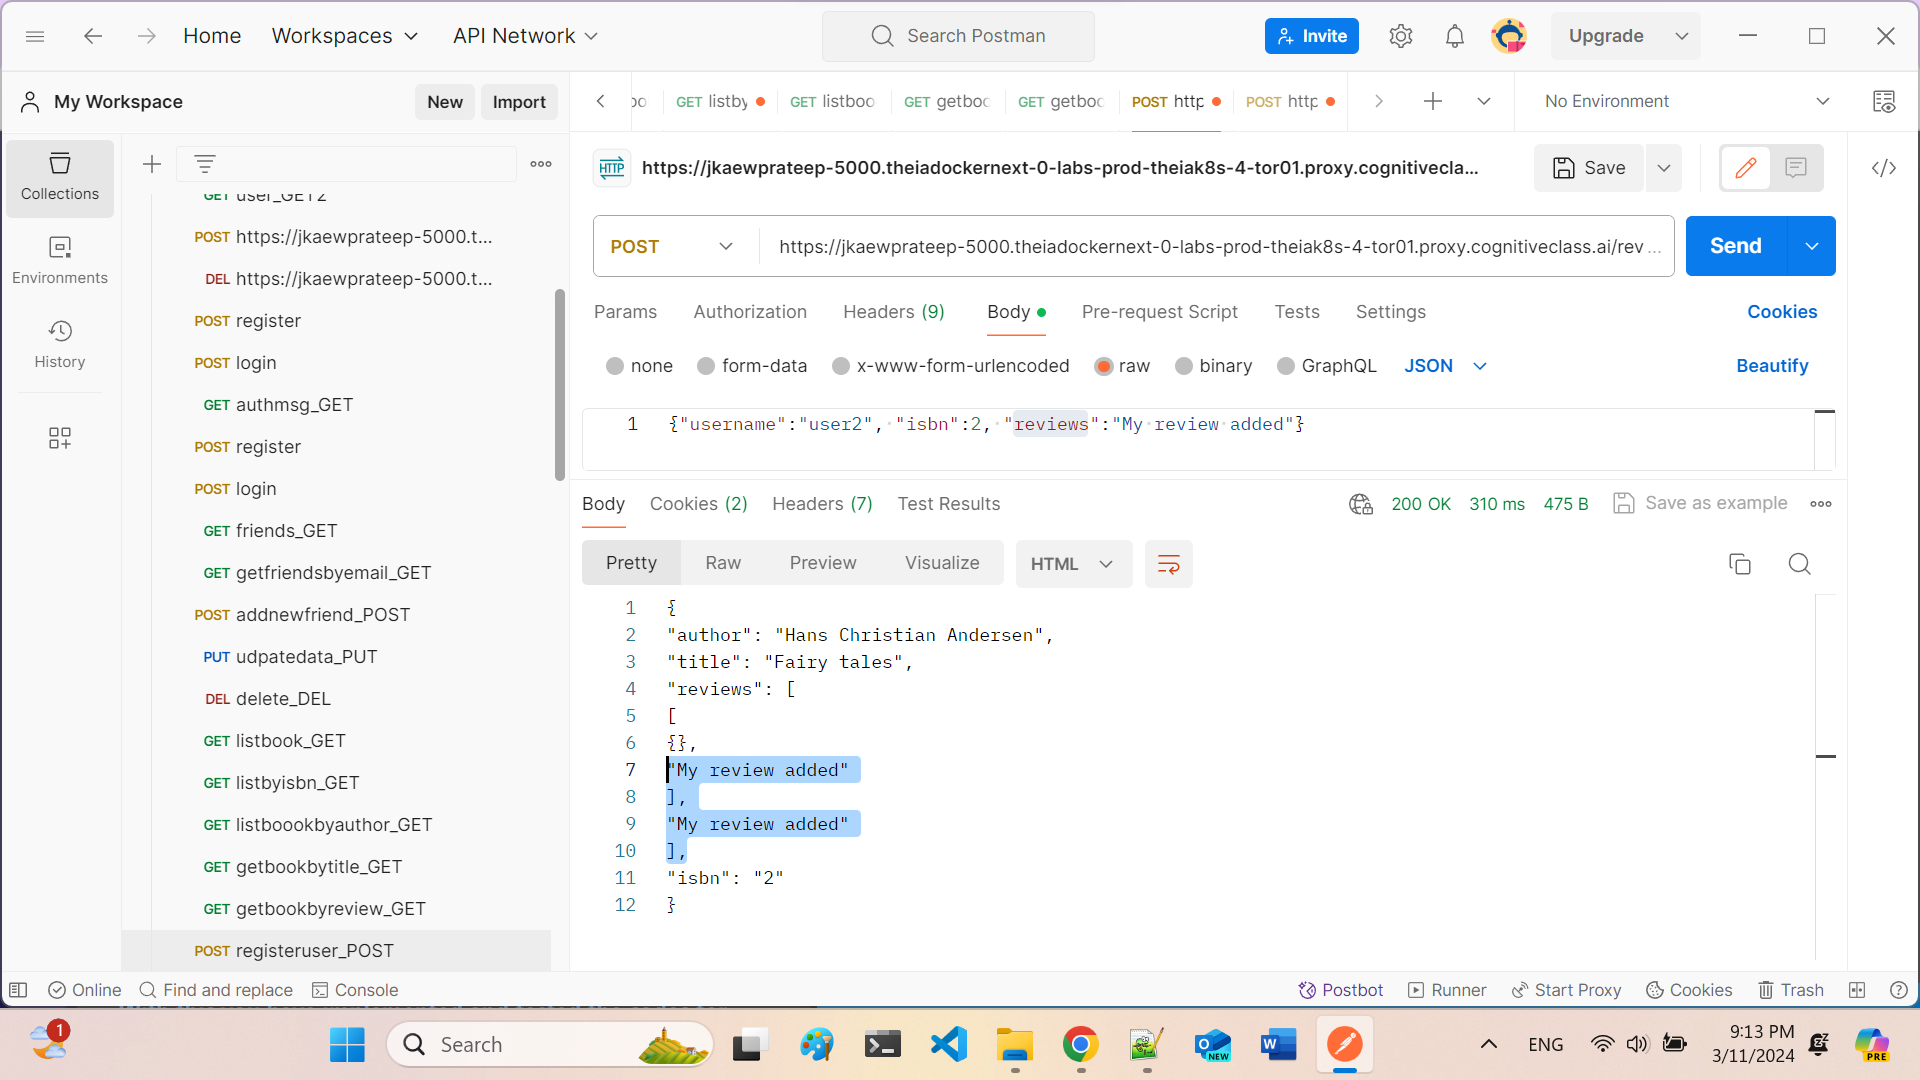 Home
Workspaces
API Network
Search Postman
Invite
Upgrade
My Workspace
New
Import
GET listby
GET listboo
GET getboo
GET getboo
POST http
POST http
No Environment
Collections
Environments
History
user_GET2
POST https://jkaewprateep-5000.t...
DEL https://jkaewprateep-5000.t...
POST register
POST login
GET authmsg_GET
POST register
POST login
GET friends_GET
GET getfriendsbyemail_GET
POST addnewfriend_POST
PUT udpatedata_PUT
DEL delete_DEL
GET listbook_GET
GET listbyisbn_GET
GET listboookbyauthor_GET
GET getbookbytitle_GET
GET getbookbyreview_GET
POST registeruser_POST
HTTP https://jkaewprateep-5000.theiadockernext-0-labs-prod-theiak8s-4-tor01.proxy.cognitivecla...
Save
POST
https://jkaewprateep-5000.theiadockernext-0-labs-prod-theiak8s-4-tor01.proxy.cognitiveclass.ai/rev ...
Send
Params
Authorization
Headers (9)
Body
Pre-request Script
Tests
Settings
Cookies
none
form-data
x-www-form-urlencoded
raw
binary
GraphQL
JSON
Beautify
1 {"username":"user2", "isbn":2, "reviews":"My review added"}
Body
Cookies (2)
Headers (7)
Test Results
200 OK
310 ms
475 B
Save as example
Pretty
Raw
Preview
Visualize
HTML
1 {
2 "author": "Hans Christian Andersen",
3 "title": "Fairy tales",
4 "reviews": [
5 [
6 {},
7 "My review added"
8 ],
9 "My review added"
10 ],
11 "isbn": "2"
12 }
Online
Find and replace
Console
Postbot
Runner
Start Proxy
Cookies
Trash
1
Search
NEW
ENG
9:13 PM
3/11/2024
PRE